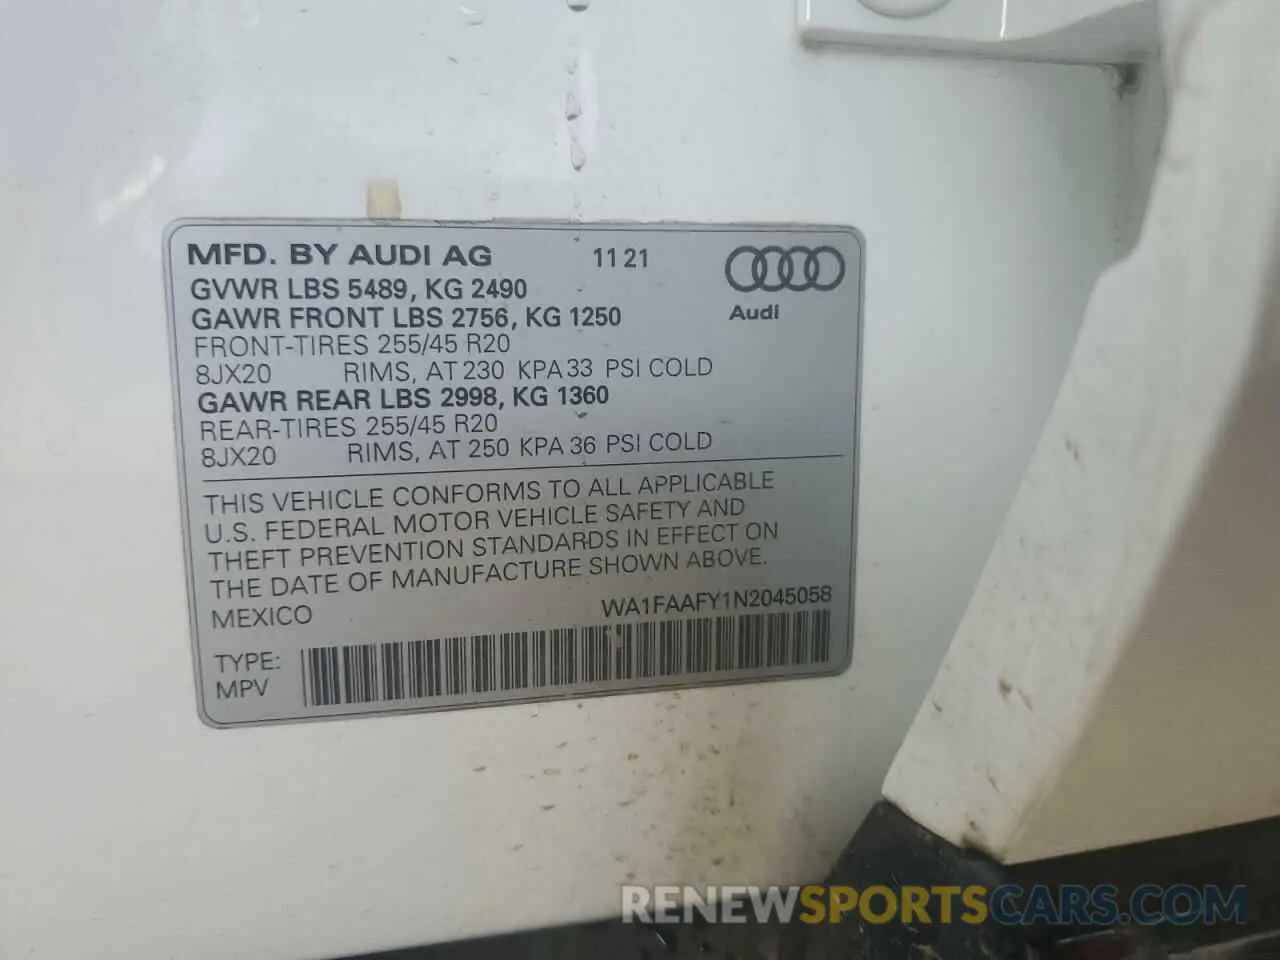 MFD. BY AUDI AG 11 21
GVWR LBS 5489, KG 2490
GAWR FRONT LBS 2756, KG 1250
Audi
FRONT-TIRES 255/45 R20
8JX20 RIMS, AT 230 KPA 33 PSI COLD
GAWR REAR LBS 2998, KG 1360
REAR-TIRES 255/45 R20
8JX20 RIMS, AT 250 KPA 36 PSI COLD
THIS VEHICLE CONFORMS TO ALL APPLICABLE
U.S. FEDERAL MOTOR VEHICLE SAFETY AND
THEFT PREVENTION STANDARDS IN EFFECT ON
THE DATE OF MANUFACTURE SHOWN ABOVE.
MEXICO WA1FAAFY1N2045058
TYPE:
MPV
RENEWSPORTSCARS.COM